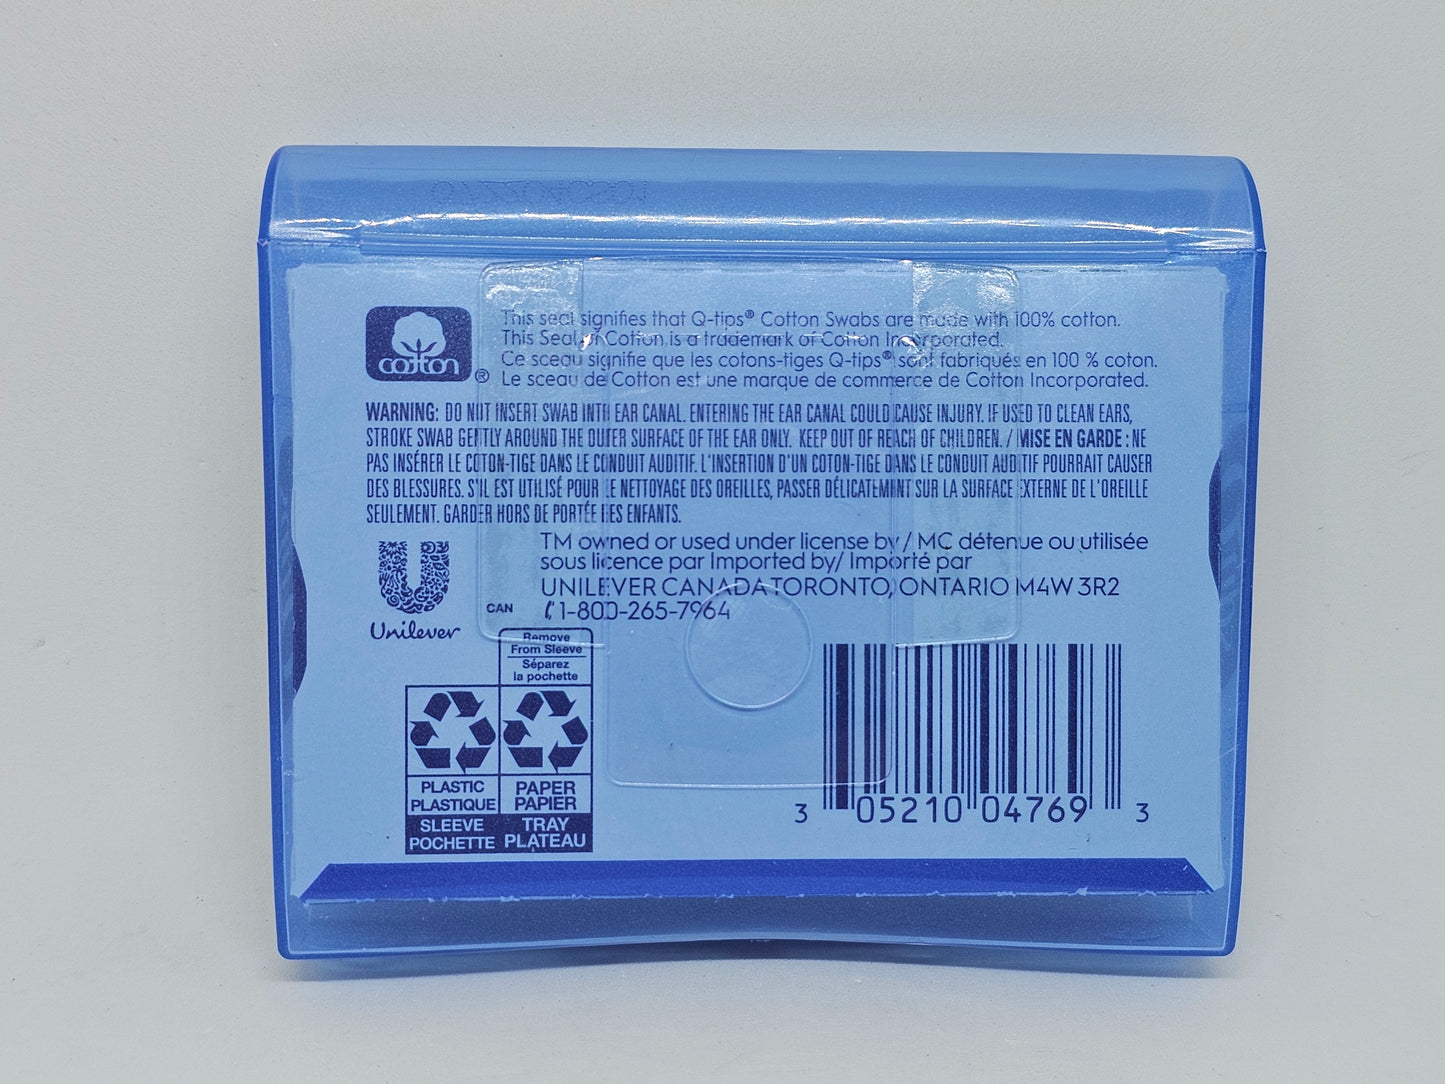 cotton ®
This seal signifies that Q-tips® Cotton Swabs are made with 100% cotton.
This Seal of Cotton is a trademark of Cotton Incorporated.
Ce sceau signifie que les cotons-tiges Q-tips® sont fabriqués en 100 % coton.
Le sceau de Cotton est une marque de commerce de Cotton Incorporated.
WARNING: DO NOT INSERT SWAB INTO EAR CANAL. ENTERING THE EAR CANAL COULD CAUSE INJURY. IF USED TO CLEAN EARS,
STROKE SWAB GENTLY AROUND THE OUTER SURFACE OF THE EAR ONLY. KEEP OUT OF REACH OF CHILDREN. / MISE EN GARDE : NE
PAS INSÉRER LE COTON-TIGE DANS LE CONDUIT AUDITIF. L'INSERTION D'UN COTON-TIGE DANS LE CONDUIT AUDITIF POURRAIT CAUSER
DES BLESSURES. S'IL EST UTILISÉ POUR LE NETTOYAGE DES OREILLES, PASSER DÉLICATEMENT SUR LA SURFACE EXTERNE DE L'OREILLE
SEULEMENT. GARDER HORS DE PORTÉE DES ENFANTS.
TM owned or used under license by / MC détenue ou utilisée
sous licence par Imported by/ Importé par
UNILEVER CANADA TORONTO, ONTARIO M4W 3R2
CAN 1-800-265-7964
Unilever
Remove
From Sleeve
Séparez
la pochette
PLASTIC
PLASTIQUE
SLEEVE
POCHETTE
PAPER
PAPIER
TRAY
PLATEAU
3 05210 04769 3